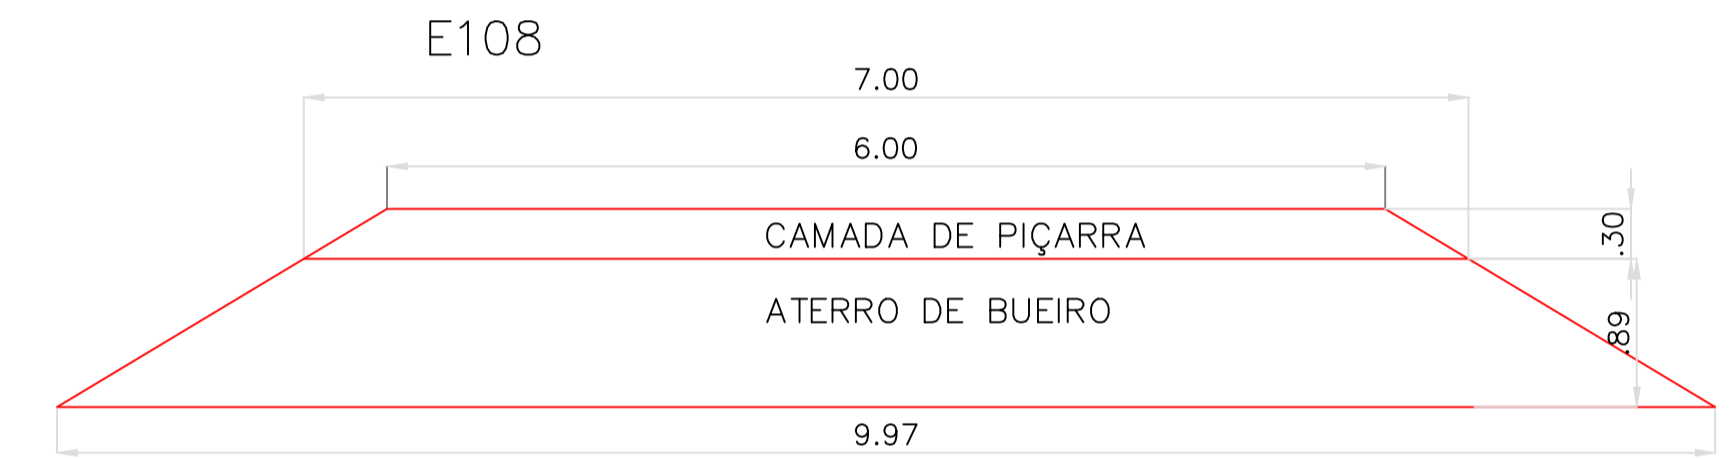 E108
7.00
6.00
CAMADA DE PIÇARRA
.30
ATERRO DE BUEIRO
.89
9.97